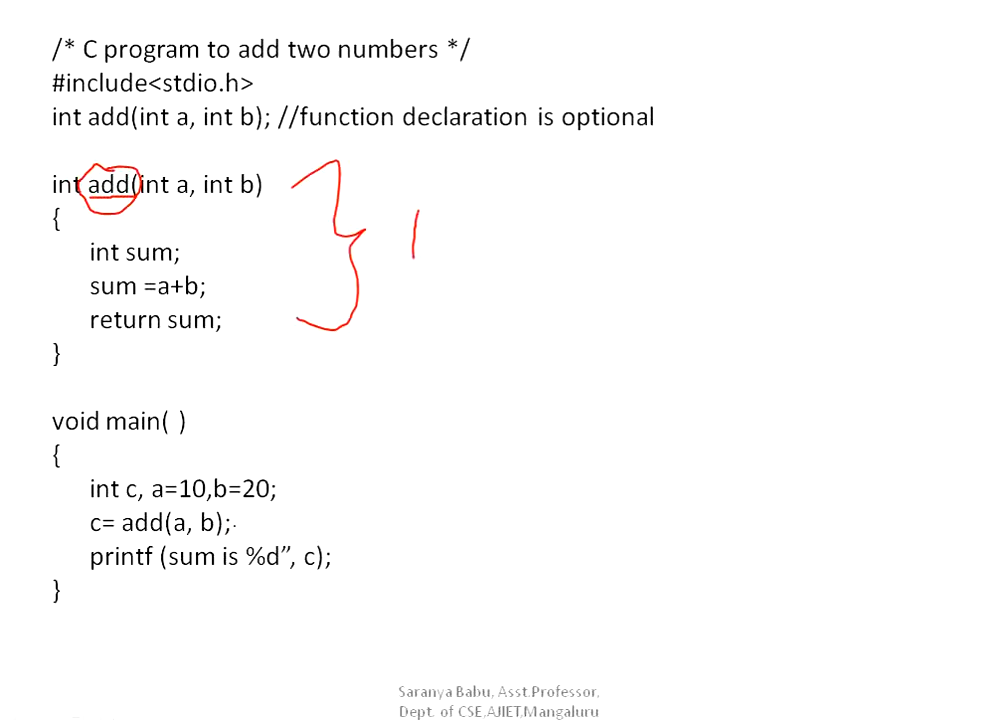 /* C program to add two numbers */
#include<stdio.h>
int add(int a, int b); //function declaration is optional
int add(int a, int b)
{
int sum;
sum =a+b;
return sum;
}
void main( )
{
int c, a=10,b=20;
c= add(a, b);
printf (sum is %d”, c);
}
Saranya Babu, Asst.Professor,
Dept. of CSE,AJIET,Mangaluru